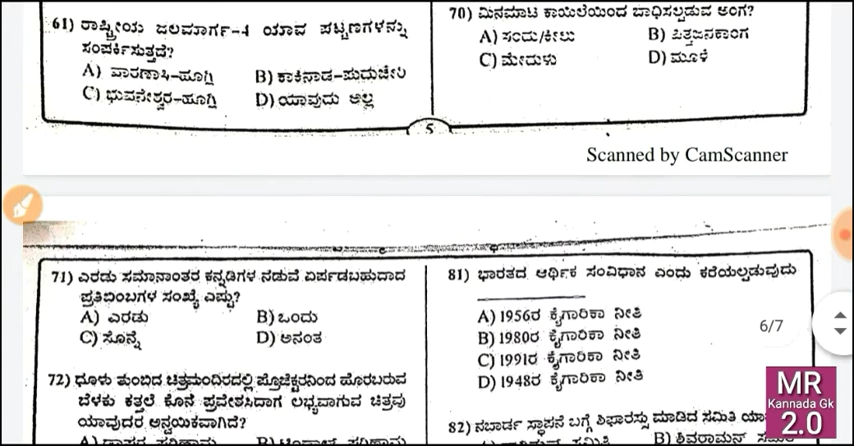 61) ರಾಷ್ಟ್ರೀಯ ಜಲಮಾರ್ಗ-4 ಯಾವ ಪಟ್ಟಣಗಳನ್ನು
ಸಂಪರ್ಕಿಸುತ್ತದೆ?
A) ವಾರಣಾಸಿ-ಹೂಗ್ಲಿ B) ಕಾಕಿನಾಡ-ಪುದುಚೇರಿ
C) ಭುವನೇಶ್ವರ-ಹೂಗ್ಲಿ D) ಯಾವುದು ಅಲ್ಲ
70) ಮಿನಮಾಟ ಕಾಯಿಲೆಯಿಂದ ಬಾಧಿಸಲ್ಪಡುವ ಅಂಗ?
A) ಸಂದು/ಕೀಲು B) ಪಿತ್ತಜನಕಾಂಗ
C) ಮೆದುಳು D) ಮೂಳೆ
5
Scanned by CamScanner
71) ಎರಡು ಸಮಾನಾಂತರ ಕನ್ನಡಿಗಳ ನಡುವೆ ಏರ್ಪಡಬಹುದಾದ
ಪ್ರತಿಬಿಂಬಗಳ ಸಂಖ್ಯೆ ಎಷ್ಟು?
A) ಎರಡು B) ಒಂದು
C) ಸೊನ್ನೆ D) ಅನಂತ
72) ಧೂಳು ತುಂಬಿದ ಚಿತ್ರಮಂದಿರದಲ್ಲಿ ಪ್ರೊಜೆಕ್ಟರನಿಂದ ಹೊರಬರುವ
ಬೆಳಕು ಕತ್ತಲೆ ಕೋನೆ ಪ್ರವೇಶಿಸಿದಾಗ ಲಭ್ಯವಾಗುವ ಚಿತ್ರವು
ಯಾವುದರ ಅನ್ವಯಿಕವಾಗಿದೆ?
81) ಭಾರತದ ಆರ್ಥಿಕ ಸಂವಿಧಾನ ಎಂದು ಕರೆಯಲ್ಪಡುವುದು
A) 1956ರ ಕೈಗಾರಿಕಾ ನೀತಿ
B) 1980ರ ಕೈಗಾರಿಕಾ ನೀತಿ
C) 1991ರ ಕೈಗಾರಿಕಾ ನೀತಿ
D) 1948ರ ಕೈಗಾರಿಕಾ ನೀತಿ
82) ನಬಾರ್ಡ್ ಸ್ಥಾಪನೆ ಬಗ್ಗೆ ಶಿಫಾರಸ್ಸು ಮಾಡಿದ ಸಮಿತಿ
B) ಶಿವರಾಮನ್
6/7
MR
Kannada Gk
2.0